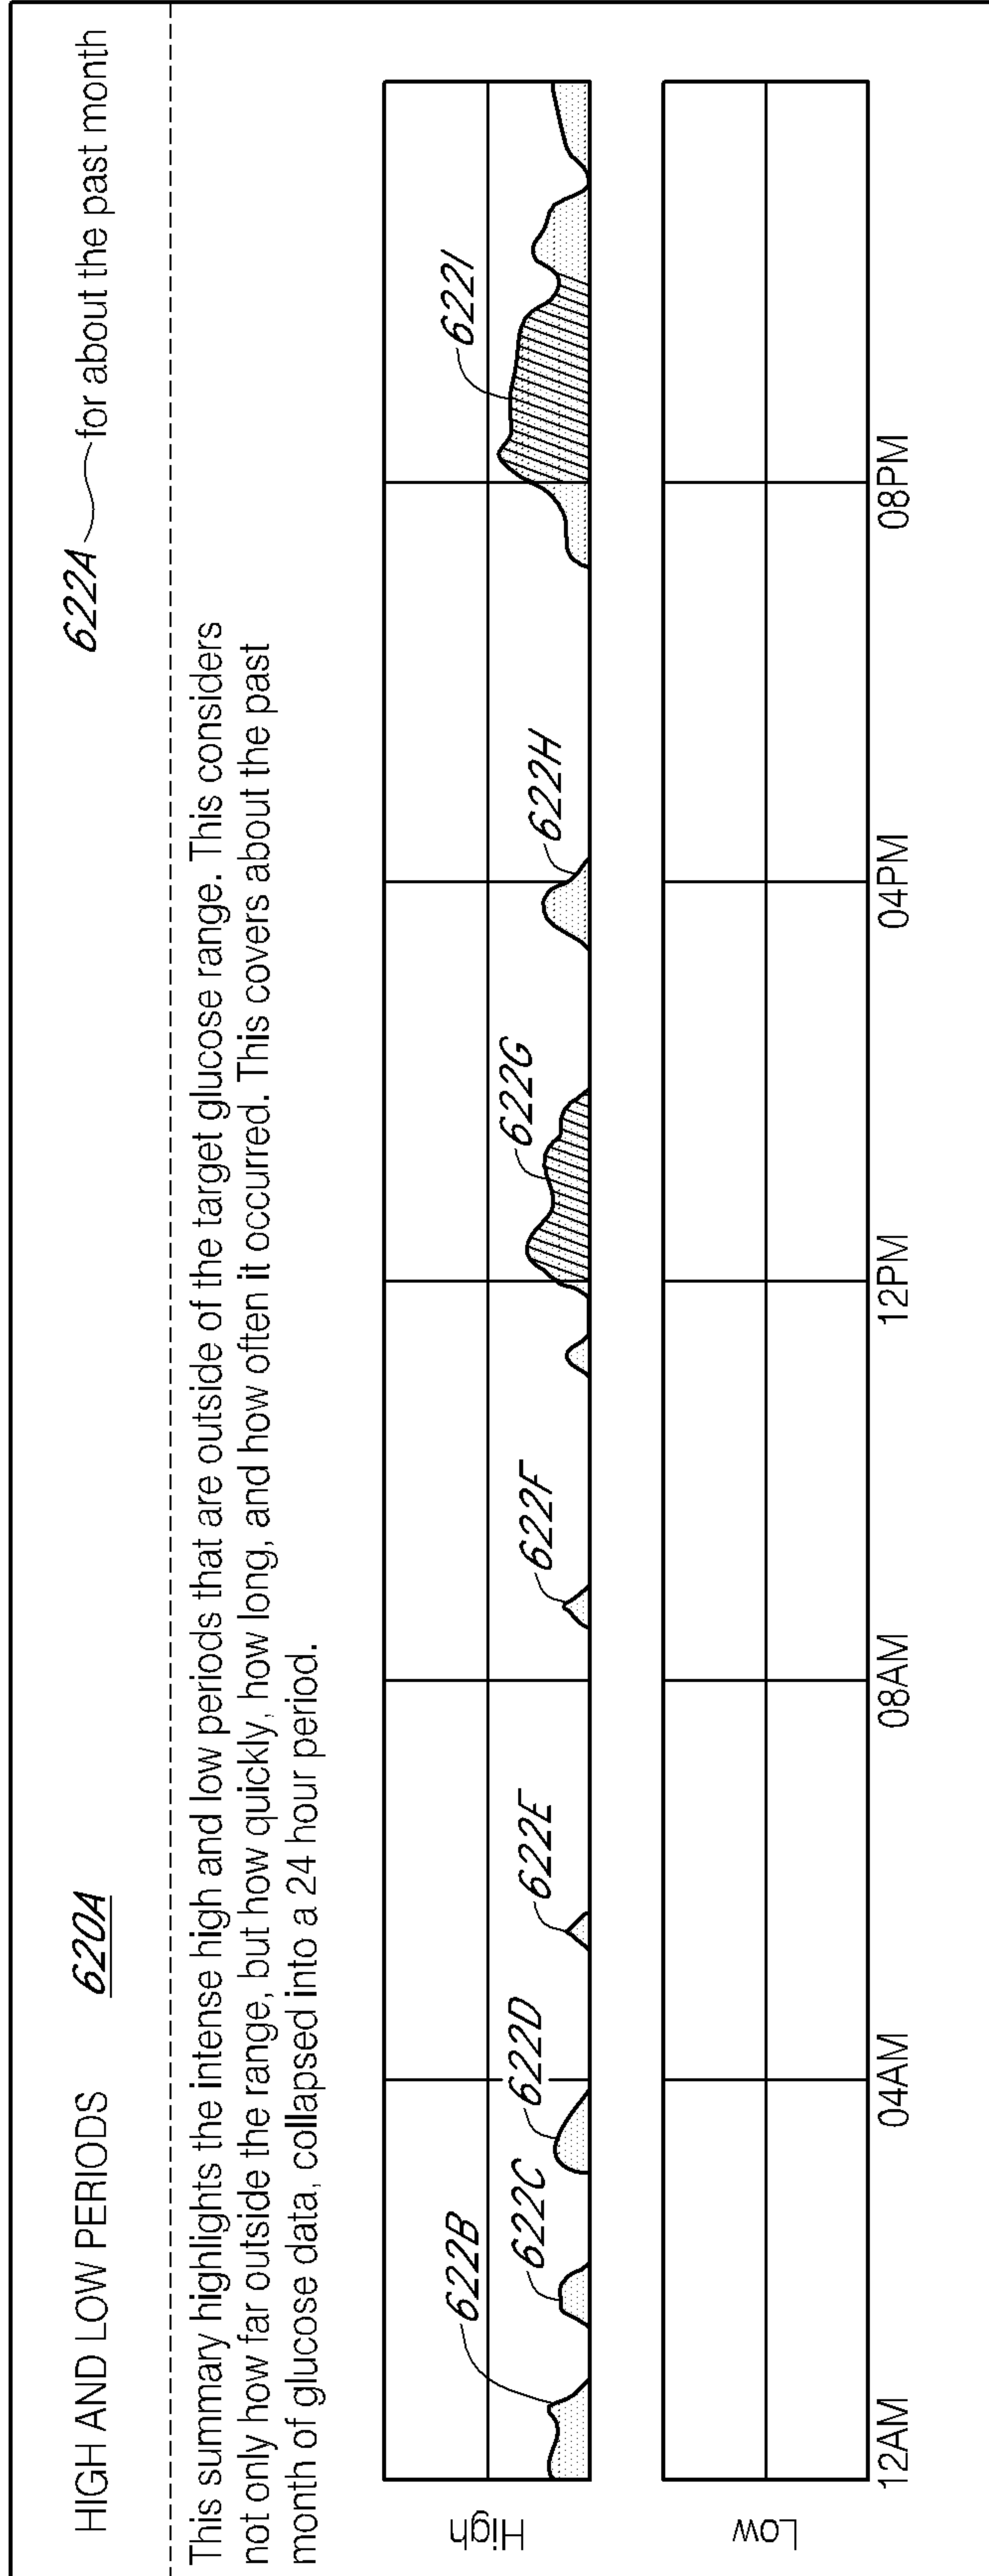 HIGH AND LOW PERIODS 620A 622A for about the past month
This summary highlights the intense high and low periods that are outside of the target glucose range. This considers
not only how far outside the range, but how quickly, how long, and how often it occurred. This covers about the past
month of glucose data, collapsed into a 24 hour period.
High
622B
622C
622D
622E
622F
622G
622H
622I
Low
12AM 04AM 08AM 12PM 04PM 08PM